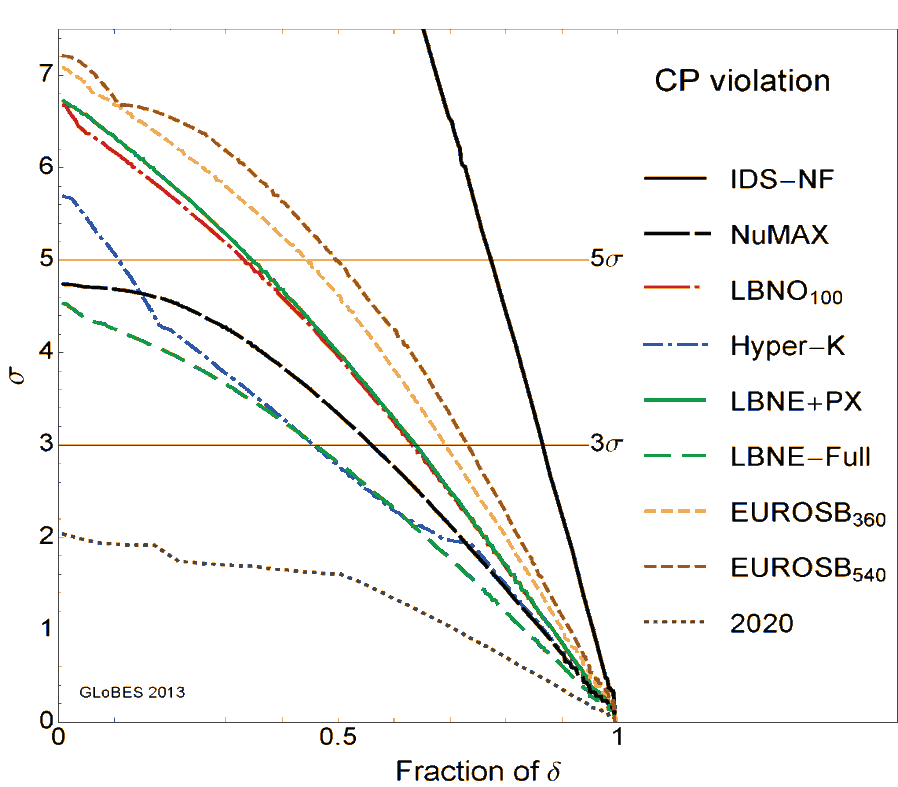 CP violation
7
6
5
4
3
2
1
0
σ
5σ
3σ
IDS−NF
NuMAX
LBNO100
Hyper−K
LBNE+PX
LBNE−Full
EUROSB360
EUROSB540
2020
GLoBES 2013
0 0.5 1
Fraction of δ